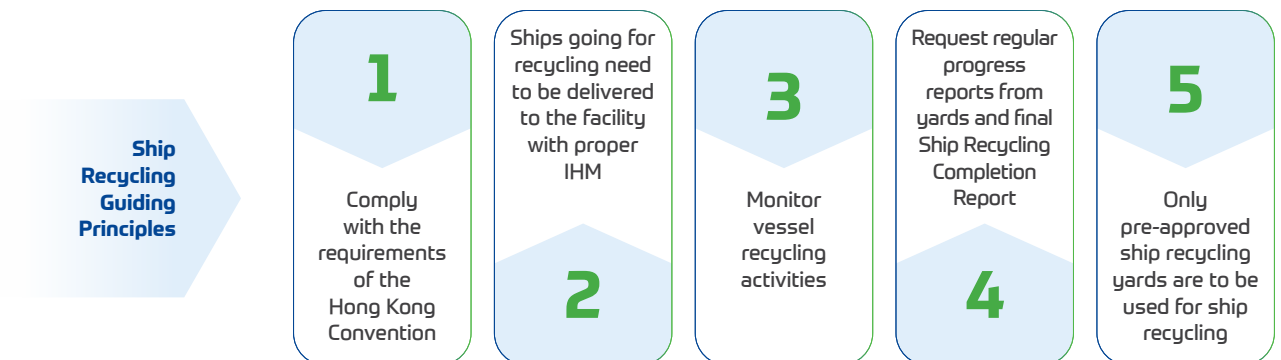 Ship
Recycling
Guiding
Principles
1
Comply
with the
requirements
of the
Hong Kong
Convention
Ships going for
recycling need
to be delivered
to the facility
with proper
IHM
2
3
Monitor
vessel
recycling
activities
Request regular
progress
reports from
yards and final
Ship Recycling
Completion
Report
4
5
Only
pre-approved
ship recycling
yards are to be
used for ship
recycling